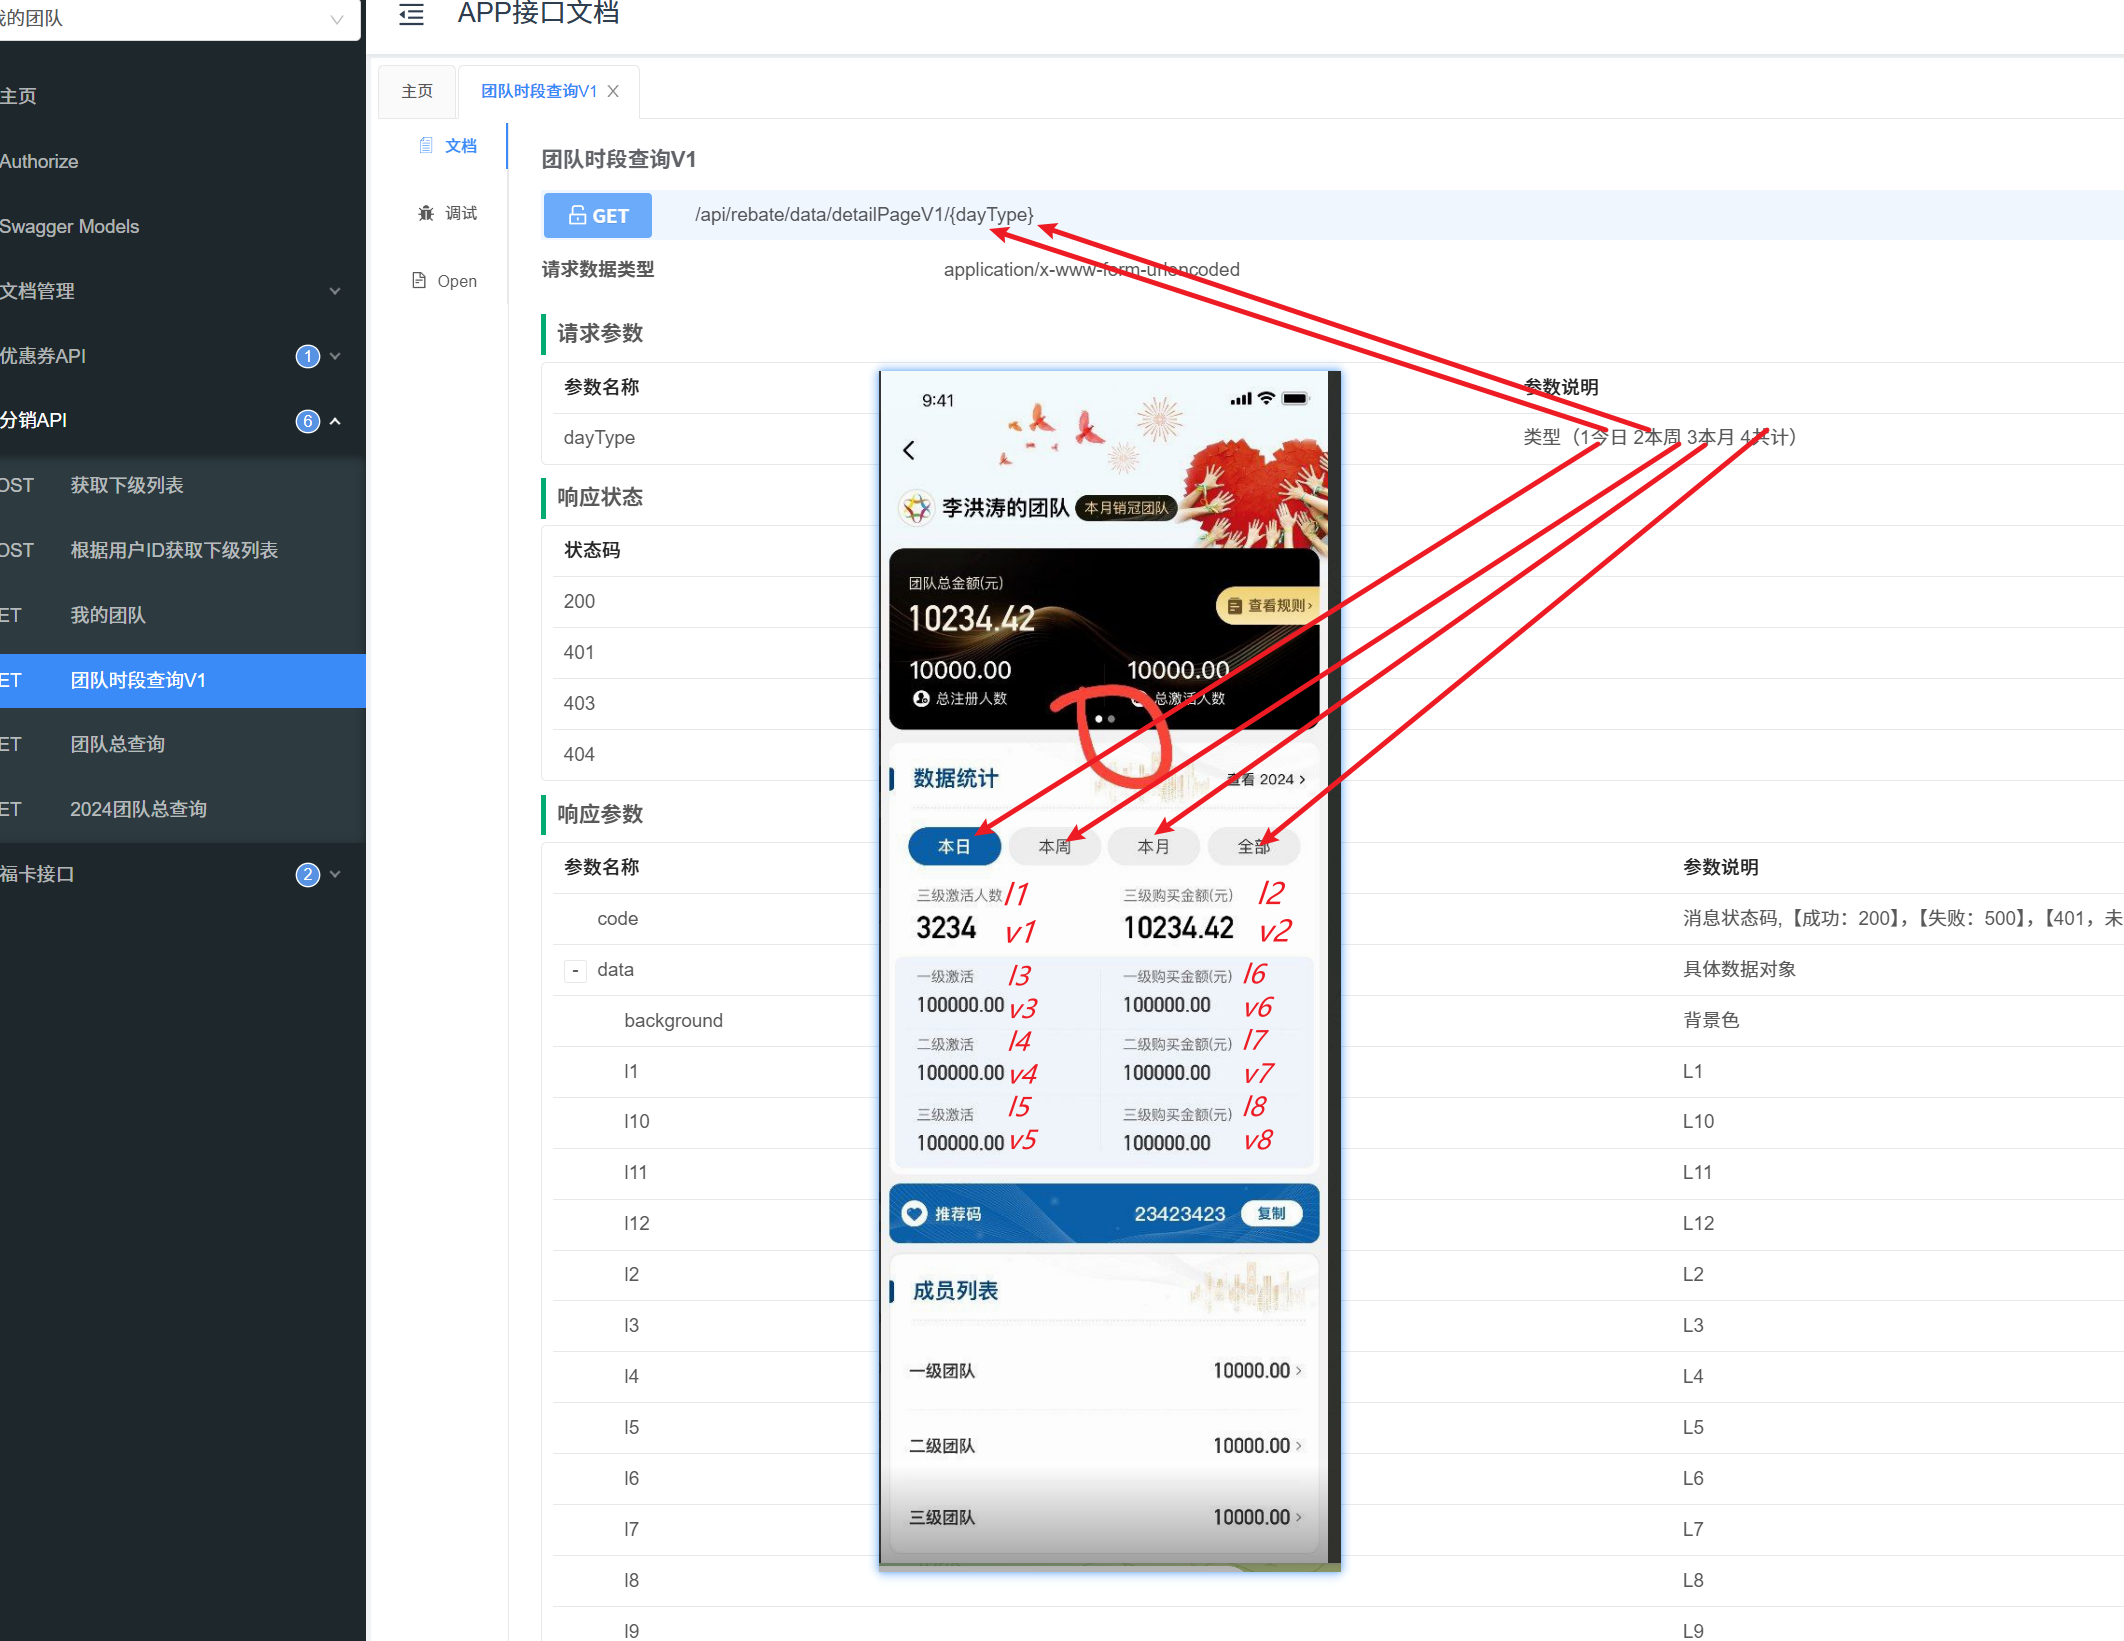 我的团队
APP接口文档
主页
Authorize
Swagger Models
文档管理
优惠券API
1
分销API
6
OST 获取下级列表
OST 根据用户ID获取下级列表
ET 我的团队
ET 团队时段查询V1
ET 团队总查询
ET 2024团队总查询
福卡接口
2
主页
团队时段查询V1
文档
调试
Open
团队时段查询V1
GET /api/rebate/data/detailPageV1/{dayType}
请求数据类型 application/x-www-form-urlencoded
请求参数
参数名称 参数说明
dayType 类型（1今日 2本周 3本月 4共计）
响应状态
状态码
200
401
403
404
响应参数
参数名称 参数说明
code 消息状态码,【成功：200】,【失败：500】,【401，未
- data 具体数据对象
background 背景色
l1 L1
l10 L10
l11 L11
l12 L12
l2 L2
l3 L3
l4 L4
l5 L5
l6 L6
l7 L7
l8 L8
l9 L9
9:41
李洪涛的团队
本月销冠团队
团队总金额(元)
10234.42
查看规则
10000.00 10000.00
总注册人数 总激活人数
数据统计
查看 2024
本日 本周 本月 全部
三级激活人数 l1 三级购买金额(元) l2
3234 v1 10234.42 v2
一级激活 l3 一级购买金额(元) l6
100000.00 v3 100000.00 v6
二级激活 l4 二级购买金额(元) l7
100000.00 v4 100000.00 v7
三级激活 l5 三级购买金额(元) l8
100000.00 v5 100000.00 v8
推荐码 23423423 复制
成员列表
一级团队 10000.00
二级团队 10000.00
三级团队 10000.00